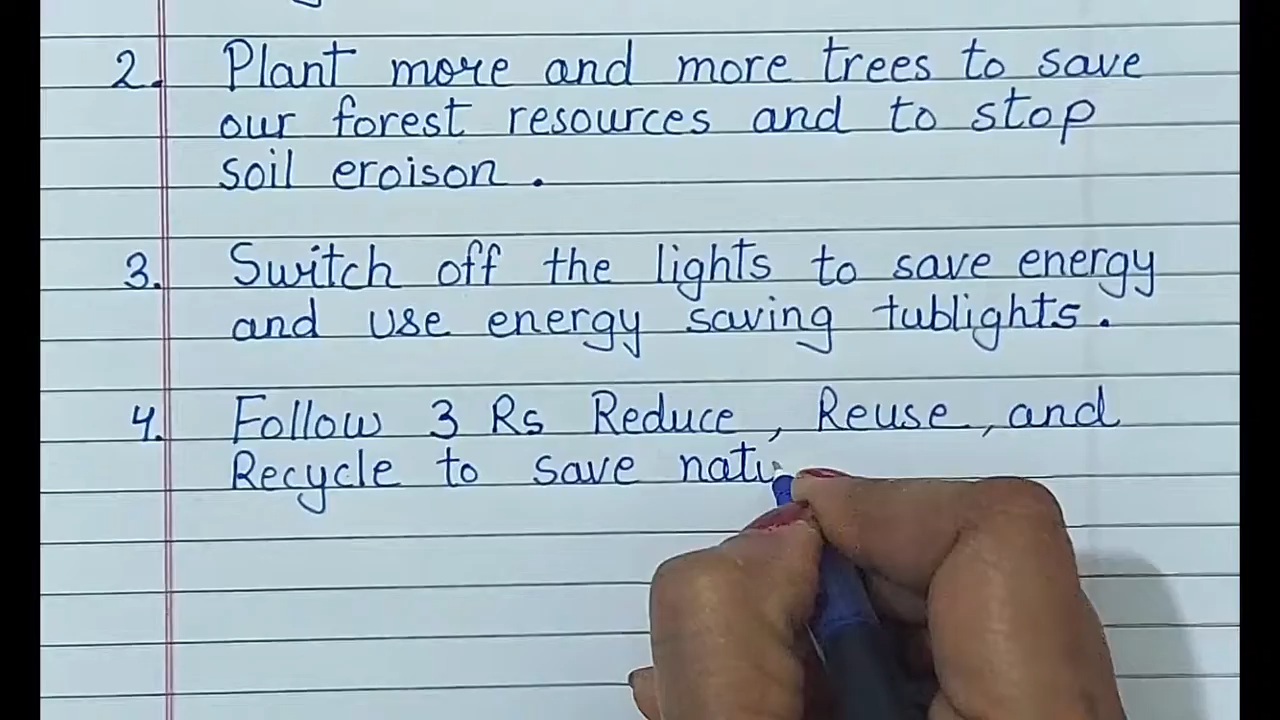 2. Plant more and more trees to save
our forest resources and to stop
soil eroison.
3. Switch off the lights to save energy
and use energy saving tublights.
4. Follow 3 Rs Reduce, Reuse, and
Recycle to save natu